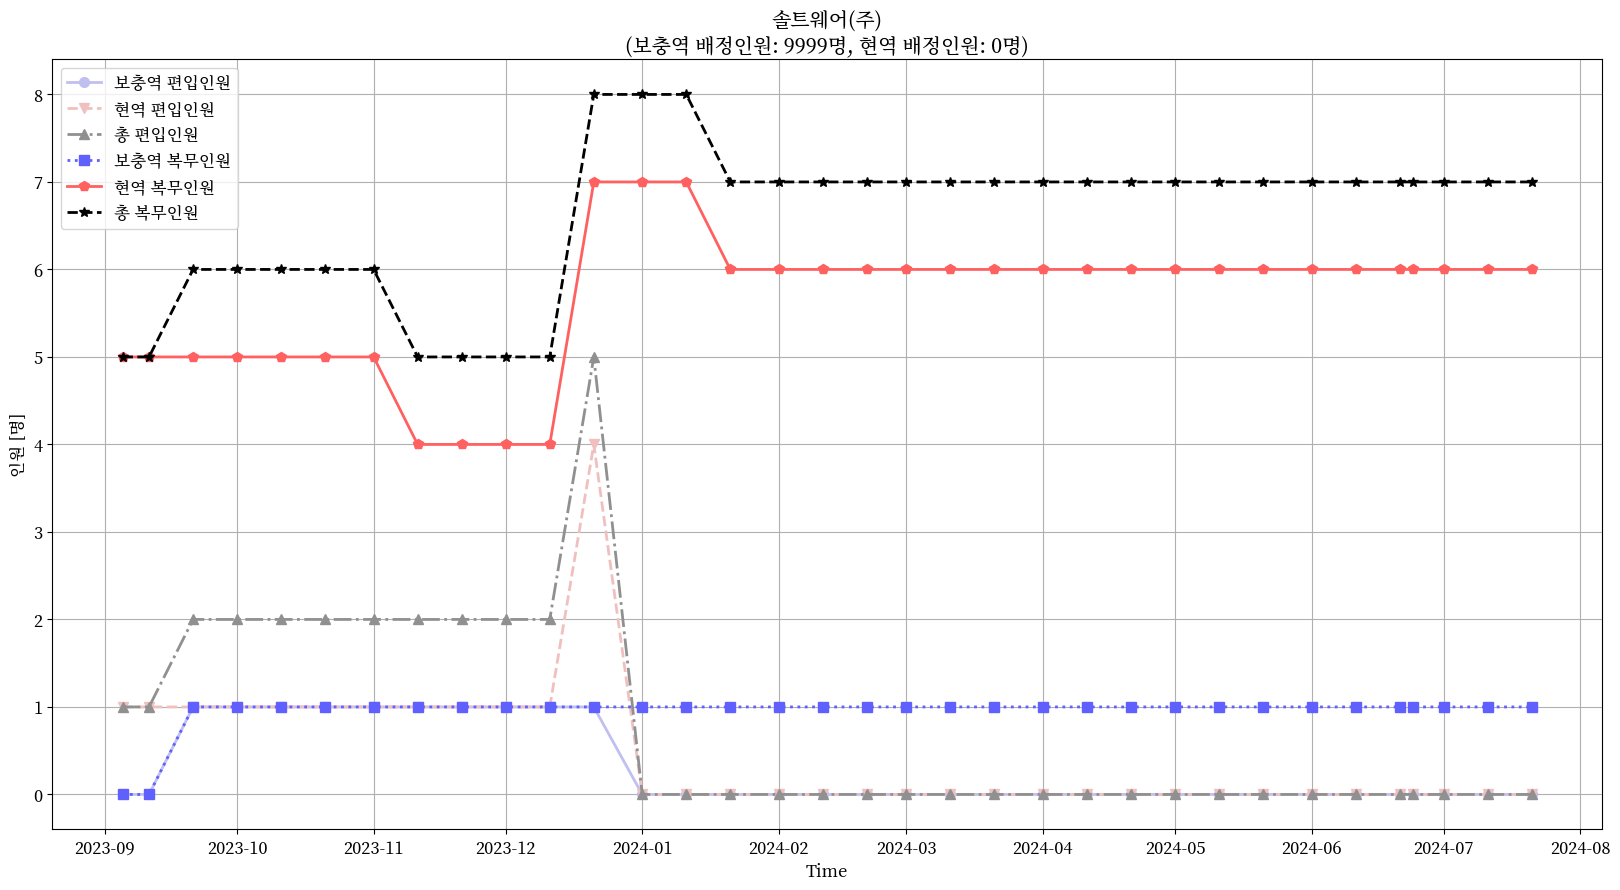 솔트웨어(주)
(보충역 배정인원: 9999명, 현역 배정인원: 0명)
보충역 편입인원
현역 편입인원
총 편입인원
보충역 복무인원
현역 복무인원
총 복무인원
인원 [명]
8
7
6
5
4
3
2
1
0
2023-09
2023-10
2023-11
2023-12
2024-01
2024-02
2024-03
2024-04
2024-05
2024-06
2024-07
2024-08
Time